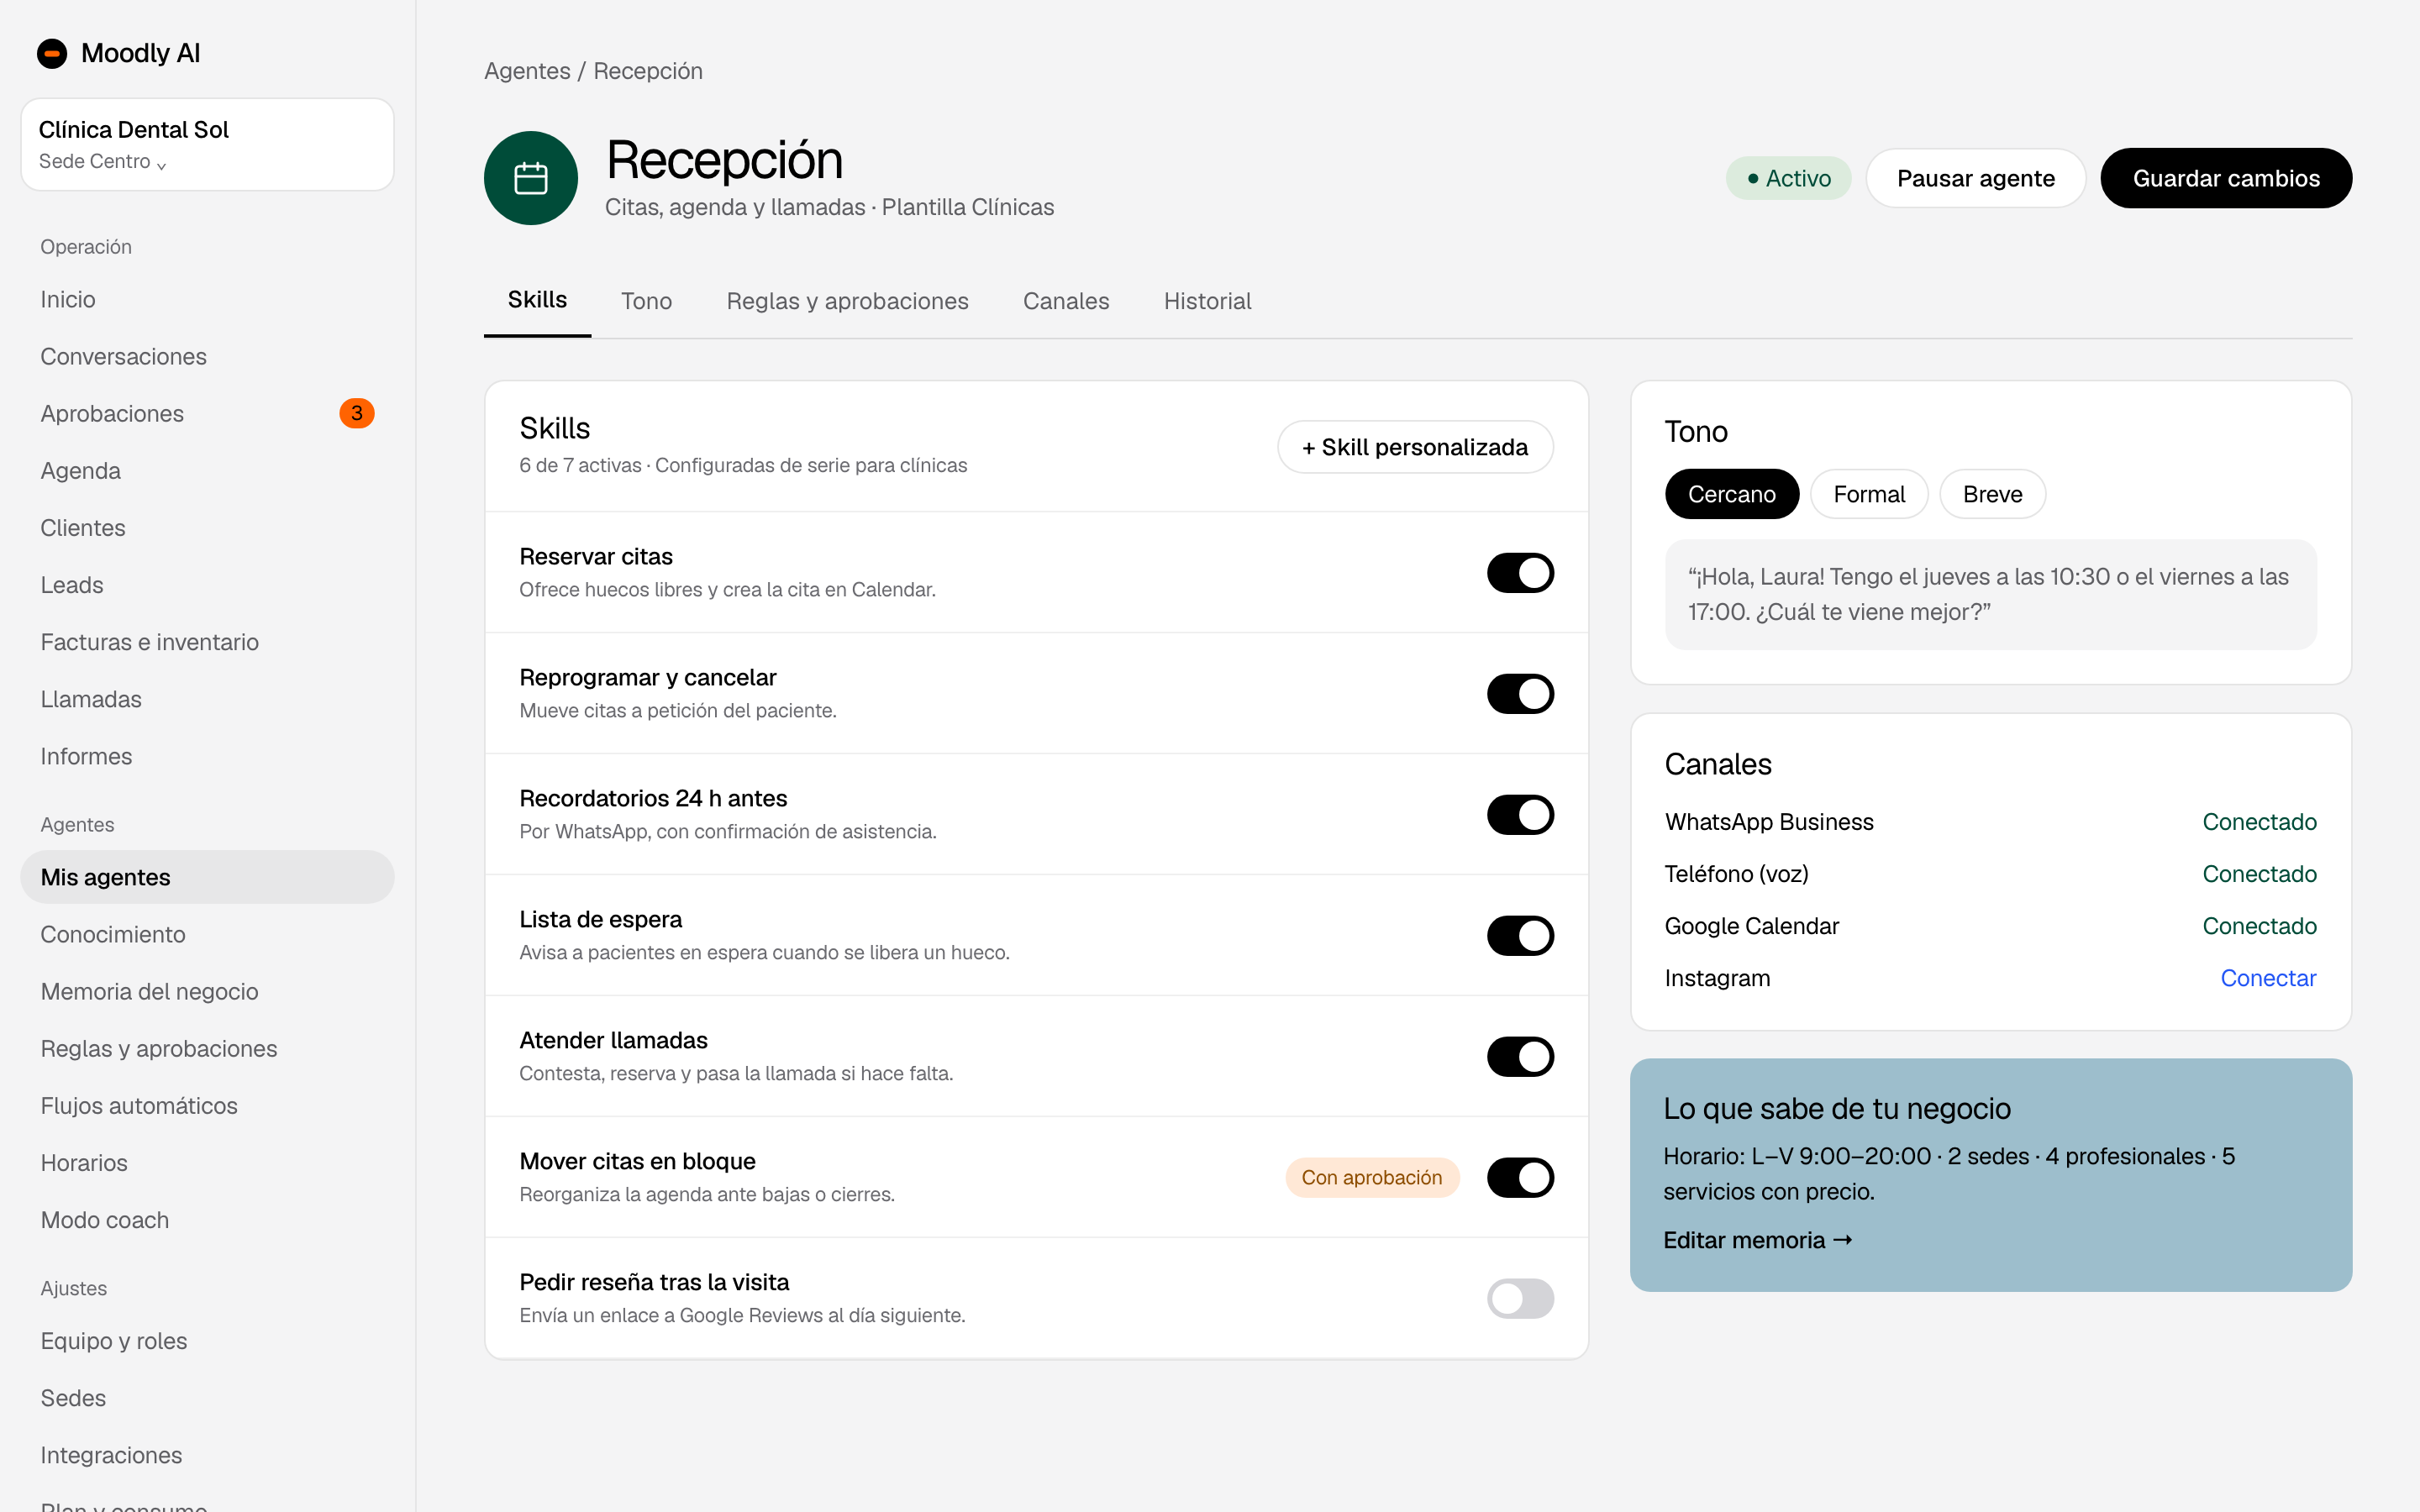 Moodly AI
Clínica Dental Sol
Sede Centro
Operación
Inicio
Conversaciones
Aprobaciones 3
Agenda
Clientes
Leads
Facturas e inventario
Llamadas
Informes
Agentes
Mis agentes
Conocimiento
Memoria del negocio
Reglas y aprobaciones
Flujos automáticos
Horarios
Modo coach
Ajustes
Equipo y roles
Sedes
Integraciones
Plan y consumo
Agentes / Recepción
Recepción
Citas, agenda y llamadas · Plantilla Clínicas
Activo
Pausar agente
Guardar cambios
Skills
Tono
Reglas y aprobaciones
Canales
Historial
Skills
6 de 7 activas · Configuradas de serie para clínicas
+ Skill personalizada
Reservar citas
Ofrece huecos libres y crea la cita en Calendar.
Reprogramar y cancelar
Mueve citas a petición del paciente.
Recordatorios 24 h antes
Por WhatsApp, con confirmación de asistencia.
Lista de espera
Avisa a pacientes en espera cuando se libera un hueco.
Atender llamadas
Contesta, reserva y pasa la llamada si hace falta.
Mover citas en bloque
Reorganiza la agenda ante bajas o cierres.
Con aprobación
Pedir reseña tras la visita
Envía un enlace a Google Reviews al día siguiente.
Tono
Cercano
Formal
Breve
“¡Hola, Laura! Tengo el jueves a las 10:30 o el viernes a las
17:00. ¿Cuál te viene mejor?”
Canales
WhatsApp Business Conectado
Teléfono (voz) Conectado
Google Calendar Conectado
Instagram Conectar
Lo que sabe de tu negocio
Horario: L–V 9:00–20:00 · 2 sedes · 4 profesionales · 5
servicios con precio.
Editar memoria →